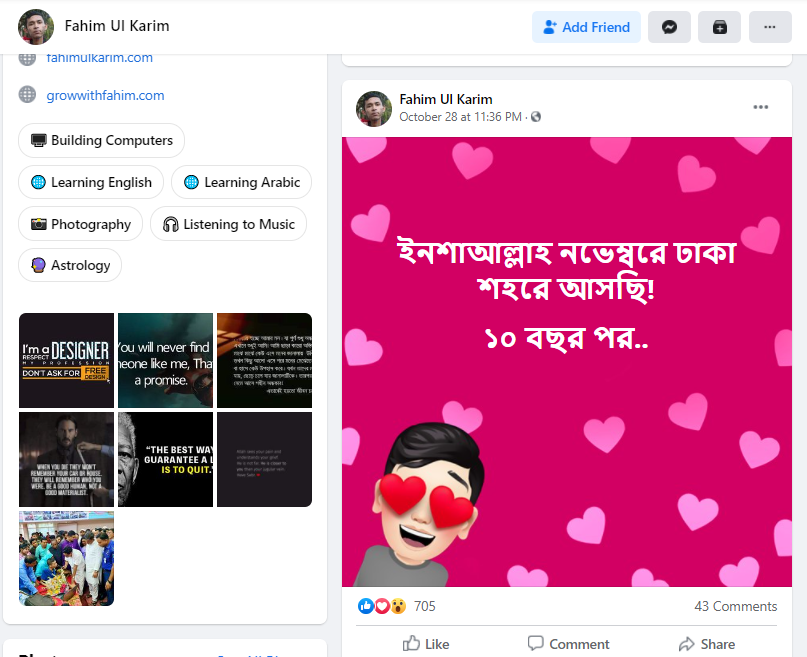 Fahim Ul Karim
Add Friend
fahimulkarim.com
growwithfahim.com
Building Computers
Learning English
Learning Arabic
Photography
Listening to Music
Astrology
I'm a DESIGNER
RESPECT MY PROFESSION
DON'T ASK FOR FREE DESIGN
You will never find
meone like me, Tha
a promise.
WHEN YOU DIE THEY WON'T
REMEMBER YOUR CAR OR HOUSE.
THEY WILL REMEMBER WHO YOU
WERE. BE A GOOD HUMAN, NOT A
GOOD MATERIALIST.
"THE BEST WAY
GUARANTEE A L
IS TO QUIT."
Fahim Ul Karim
October 28 at 11:36 PM
ইনশাআল্লাহ নভেম্বরে ঢাকা
শহরে আসছি!
১০ বছর পর..
705
43 Comments
Like
Comment
Share